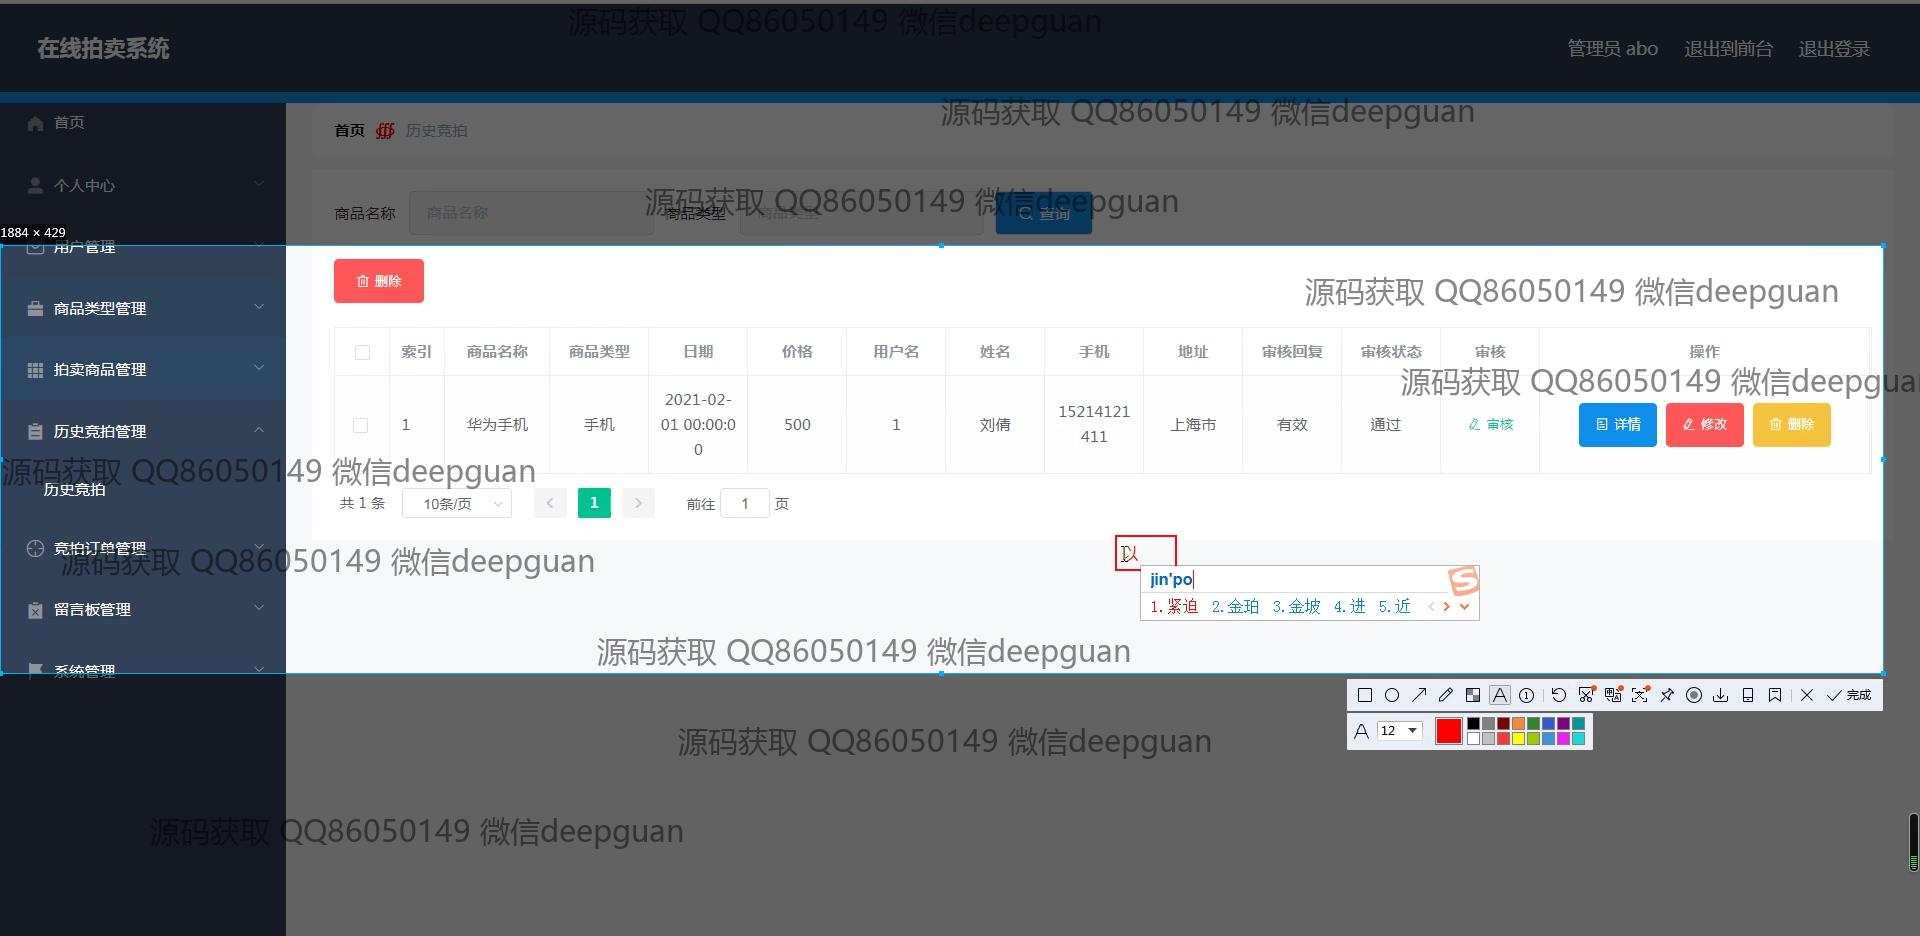 源码获取 QQ86050149 微信deepguan
在线拍卖系统
管理员 abo 退出到前台 退出登录
源码获取 QQ86050149 微信deepguan
首页
首页 历史竞拍
个人中心
源码获取 QQ86050149 微信deepguan
商品名称 商品名称 商品类型 商品类型 查询
1884 × 429
用户管理
删除
源码获取 QQ86050149 微信deepguan
商品类型管理
索引 商品名称 商品类型 日期 价格 用户名 姓名 手机 地址 审核回复 审核状态 审核 操作
拍卖商品管理
源码获取 QQ86050149 微信deepguan
1 华为手机 手机 2021-02-01 00:00:00 500 1 刘倩 15214121411 上海市 有效 通过 审核 详情 修改 删除
历史竞拍管理
源码获取 QQ86050149 微信deepguan
历史竞拍
共 1 条 10条/页 1 前往 1 页
竞拍订单管理
源码获取 QQ86050149 微信deepguan
以
jin'po
1.紧迫 2.金珀 3.金坡 4.进 5.近
留言板管理
源码获取 QQ86050149 微信deepguan
系统管理
完成
A 12
源码获取 QQ86050149 微信deepguan
源码获取 QQ86050149 微信deepguan